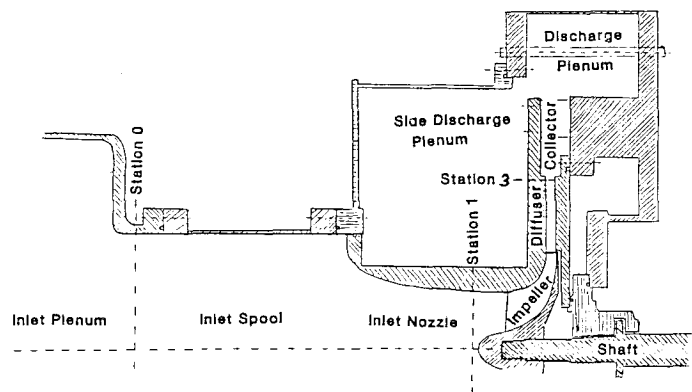 Discharge
Plenum
Station 0
Side Discharge
Plenum
Collector
Station 3
Station 1
Diffuser
Impeller
Inlet Plenum
Inlet Spool
Inlet Nozzle
Shaft